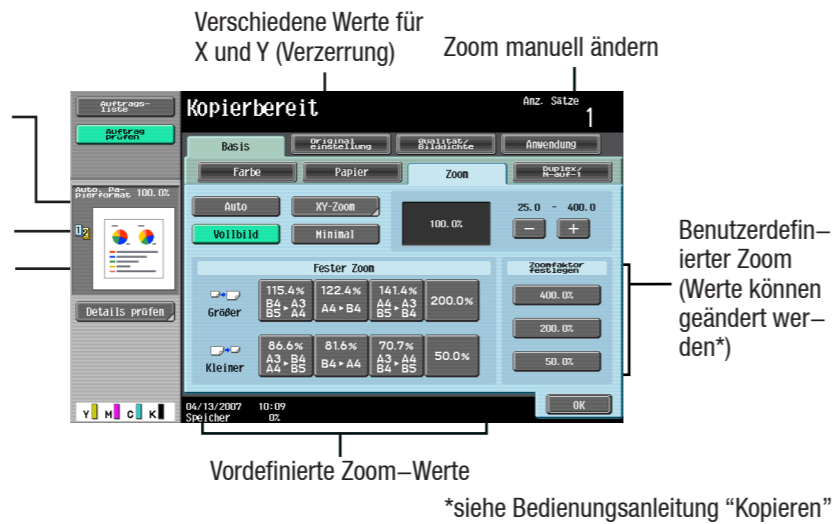 Verschiedene Werte für
X und Y (Verzerrung)
Zoom manuell ändern
Auftrags-
liste
Auftrag
prüfen
Kopierbereit
Anz. Sätze
1
Basis
Original
einstellung
Qualität/
Bilddichte
Anwendung
Farbe
Papier
Zoom
Duplex/
N-auf-1
Auto. Pa-
pierformat 100.0%
Auto
XY-Zoom
Vollbild
Minimal
100.0%
25.0 - 400.0
− +
Fester Zoom
Zoomfaktor
festlegen
Größer
115.4%
B4▸A3
B5▸A4
122.4%
A4▸B4
141.4%
A4▸A3
B5▸B4
200.0%
Kleiner
86.6%
A3▸B4
A4▸B5
81.6%
B4▸A4
70.7%
A3▸A4
B4▸B5
50.0%
400.0%
200.0%
50.0%
Details prüfen
Y M C K
04/13/2007 10:09
Speicher 0%
OK
Benutzerdefin–
ierter Zoom
(Werte können
geändert wer–
den*)
Vordefinierte Zoom–Werte
*siehe Bedienungsanleitung “Kopieren”